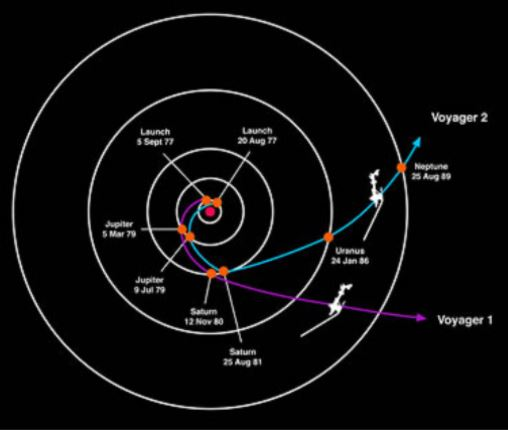 Voyager 2
Launch
5 Sept 77
Launch
20 Aug 77
Neptune
25 Aug 89
Jupiter
5 Mar 79
Uranus
24 Jan 86
Jupiter
9 Jul 79
Saturn
12 Nov 80
Voyager 1
Saturn
25 Aug 81